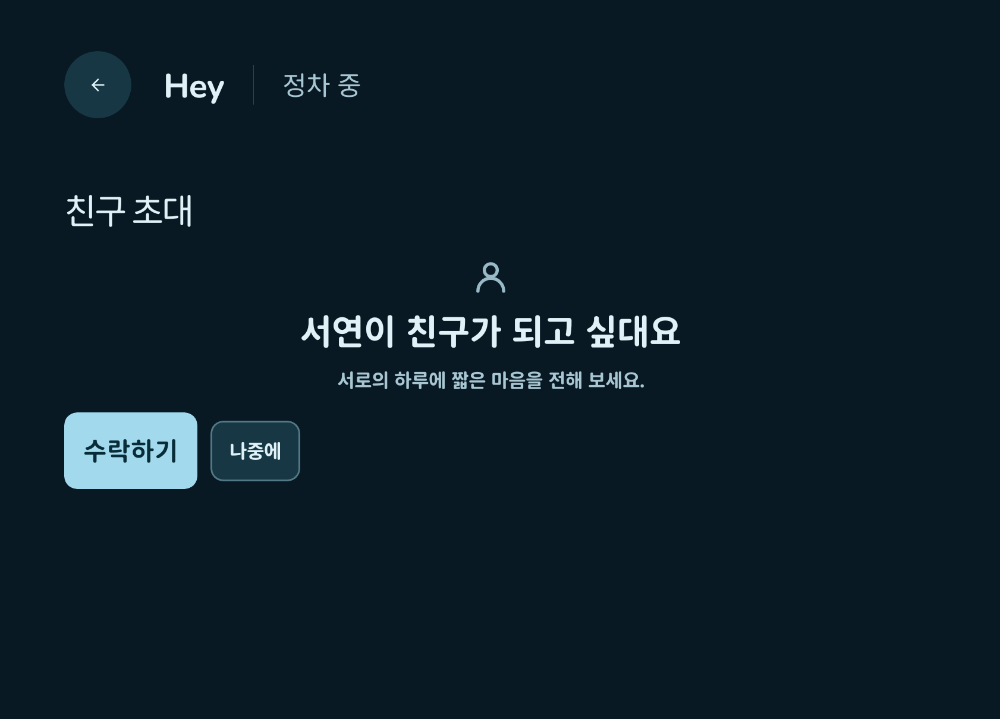 Hey 정차 중
친구 초대
서연이 친구가 되고 싶대요
서로의 하루에 짧은 마음을 전해 보세요.
수락하기 나중에